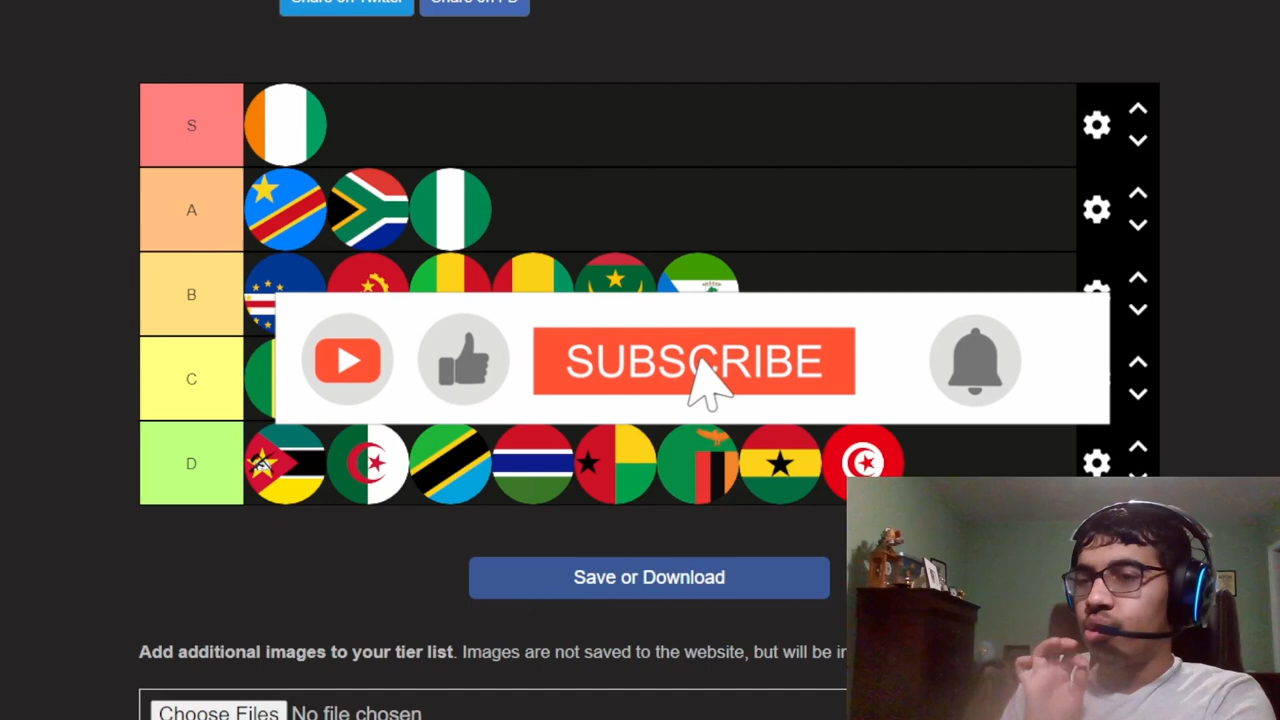 S
A
B
SUBSCRIBE
C
D
Save or Download
Add additional images to your tier list. Images are not saved to the website, but will be
Choose Files No file chosen